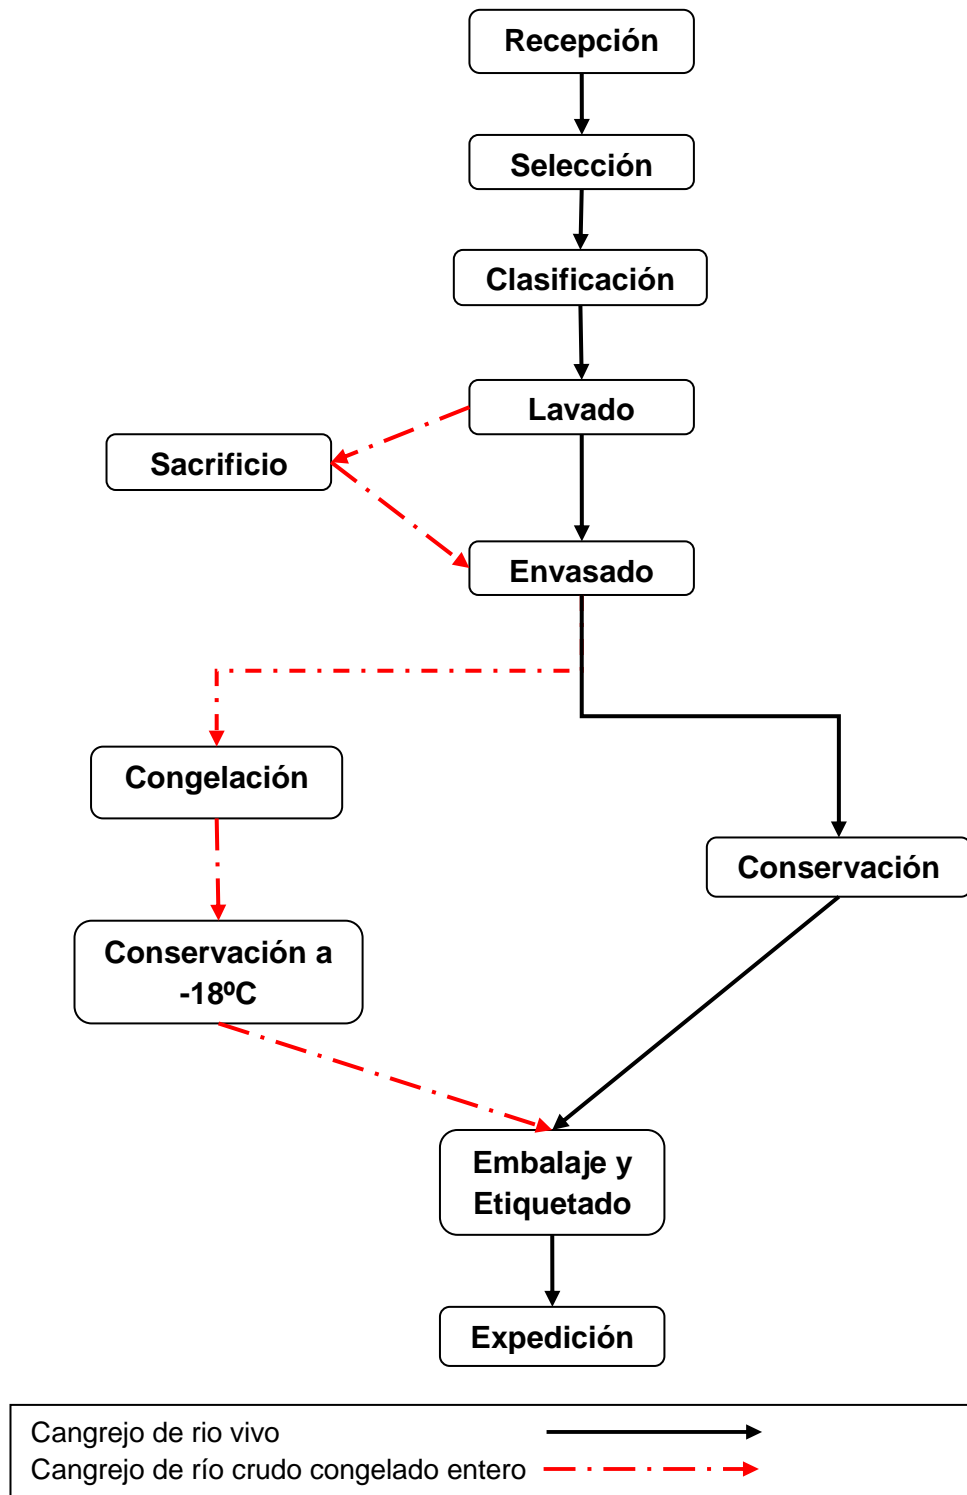 Recepción
Selección
Clasificación
Lavado
Sacrificio
Envasado
Congelación
Conservación
Conservación a
-18ºC
Embalaje y
Etiquetado
Expedición
Cangrejo de rio vivo
Cangrejo de río crudo congelado entero